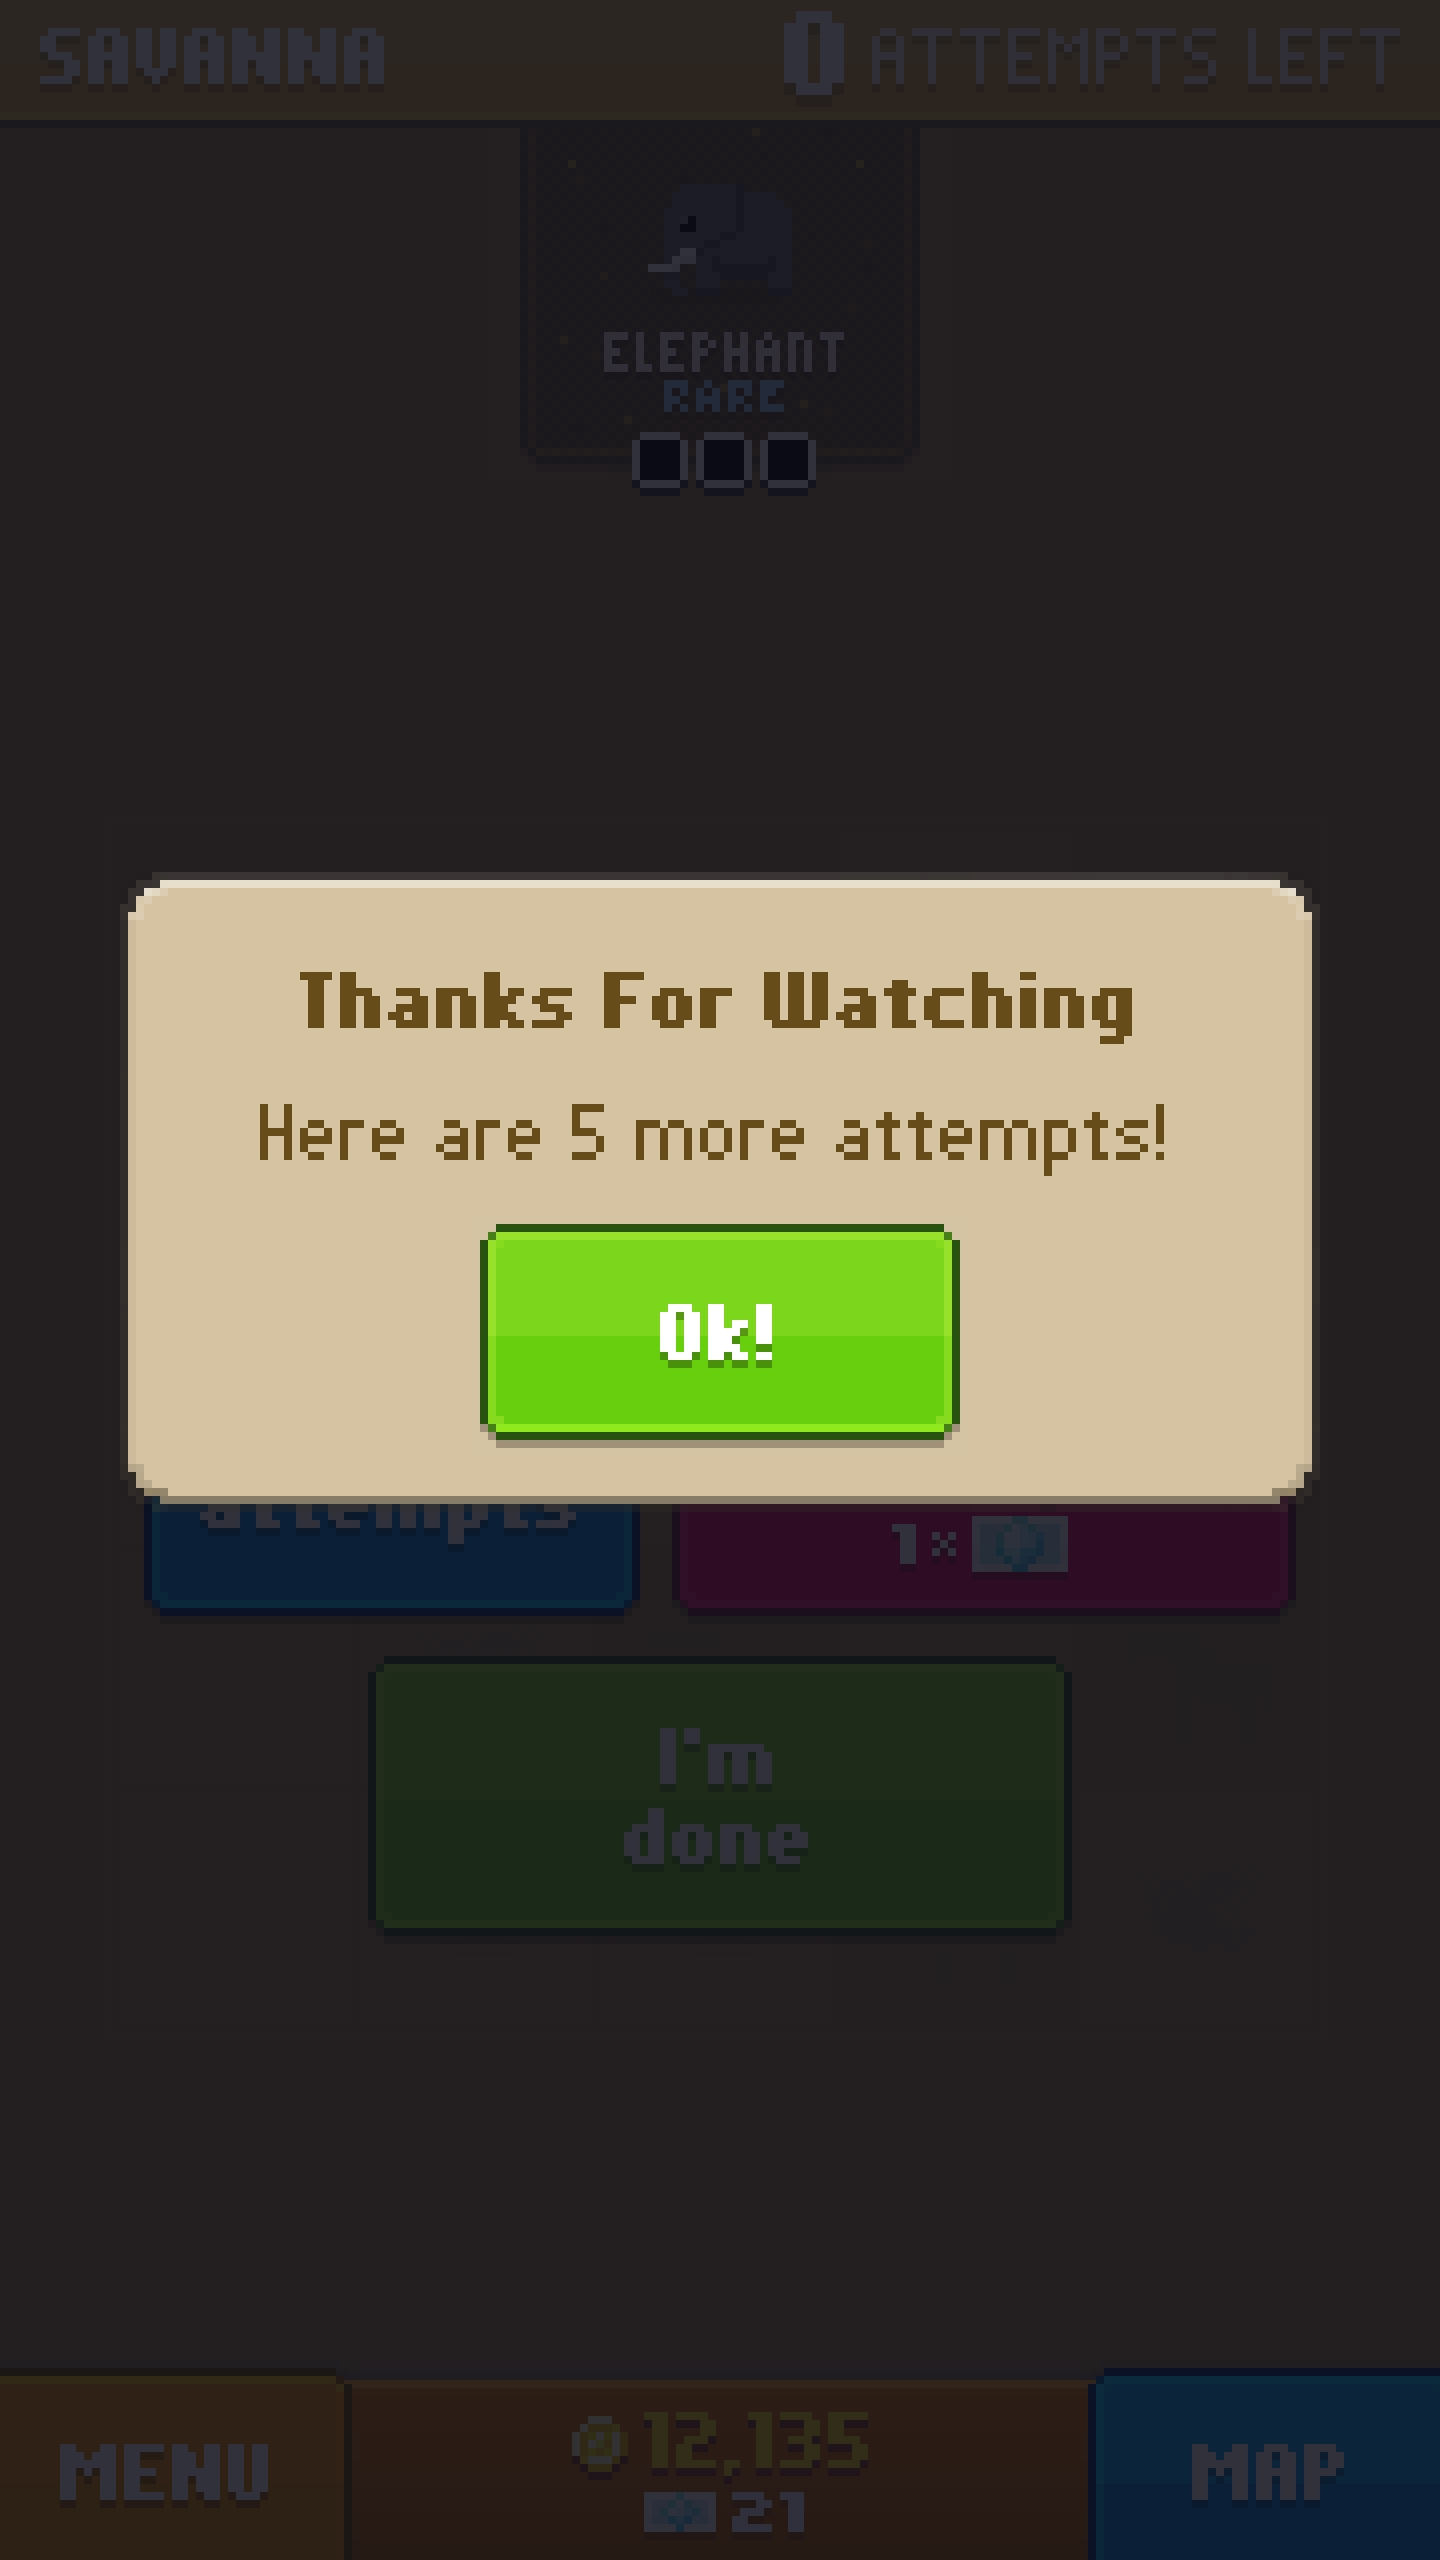 SAVANNA
0 ATTEMPTS LEFT
ELEPHANT
RARE
Thanks For Watching
Here are 5 more attempts!
Ok!
attempts
1×
I'm
done
MENU
12,135
21
MAP